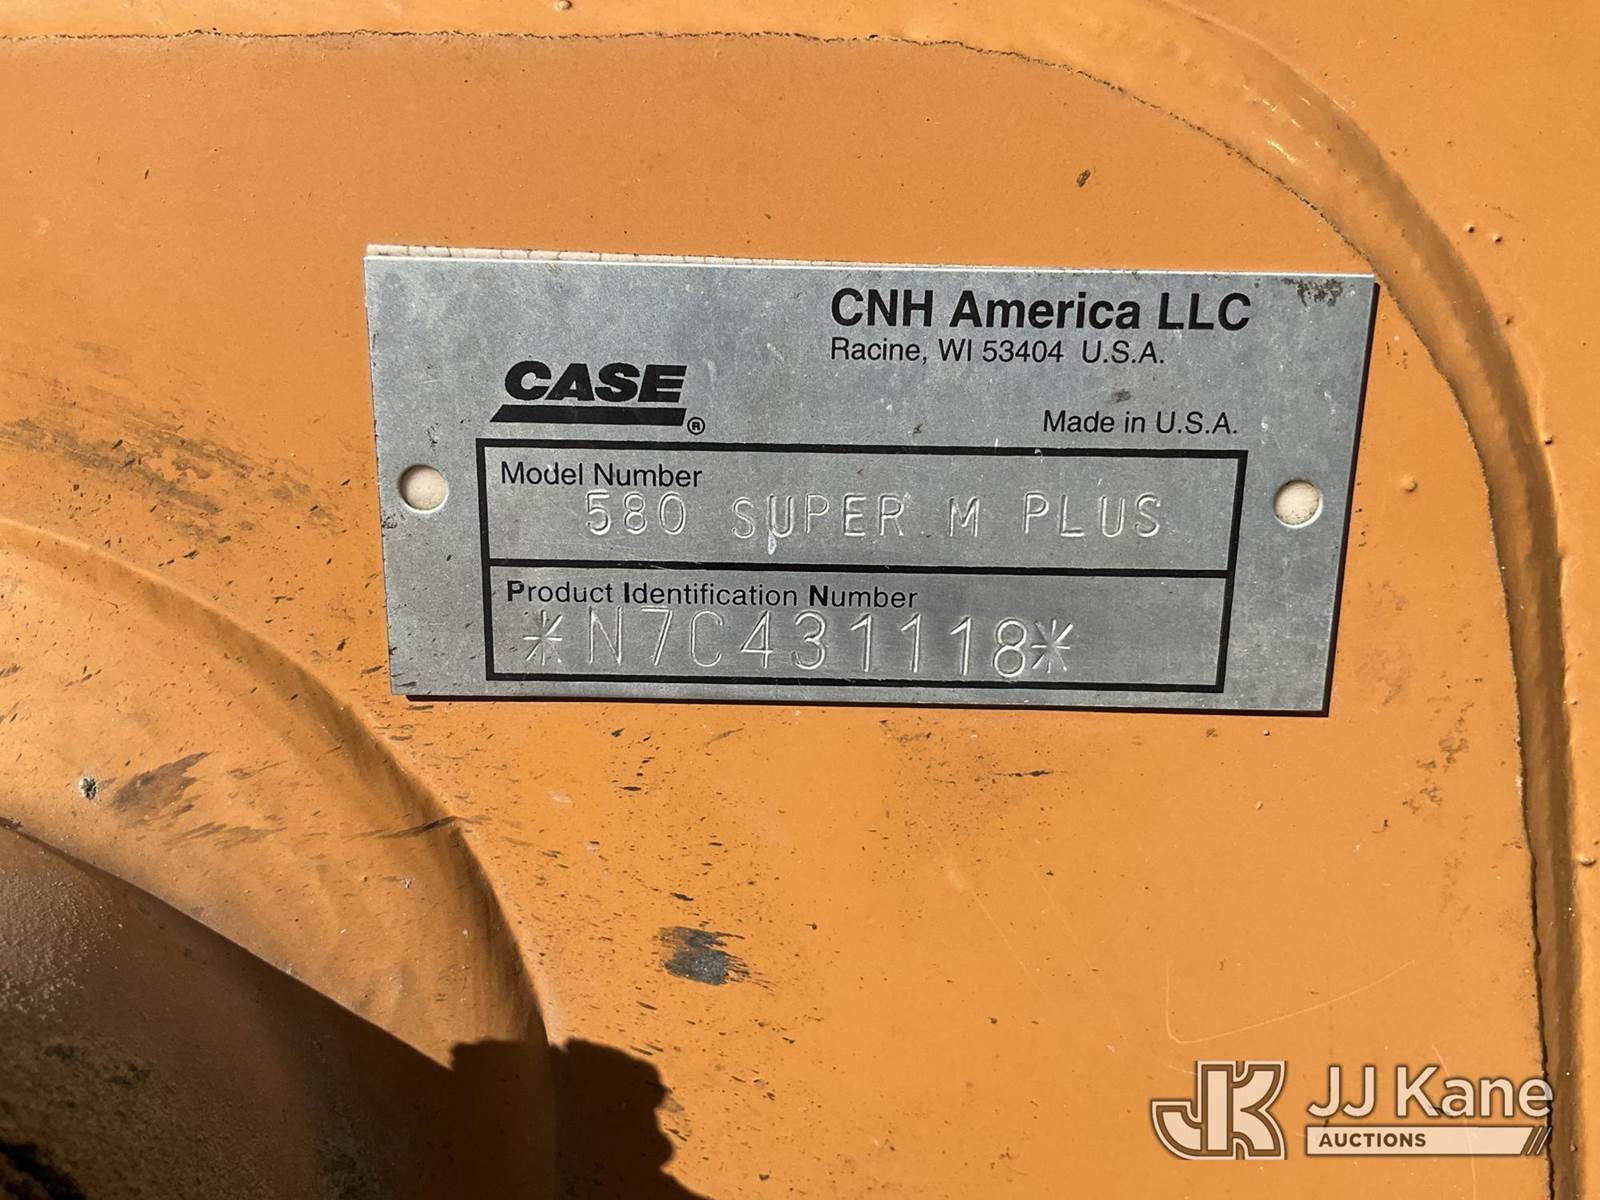 CNH America LLC
Racine, WI 53404 U.S.A.
CASE®
Made in U.S.A.
Model Number
580 SUPER M PLUS
Product Identification Number
*N7C431118*
JK JJ Kane
AUCTIONS